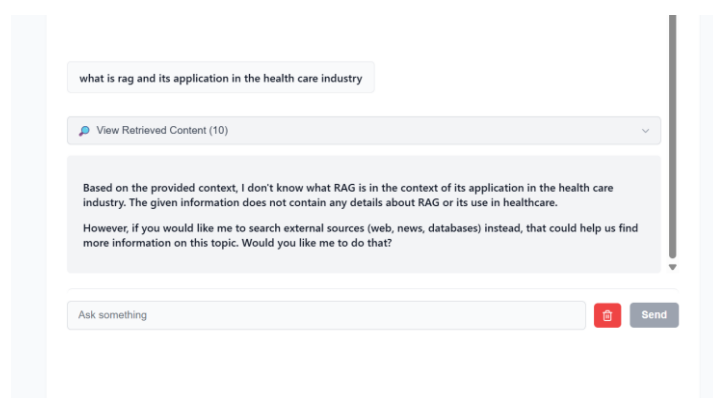 what is rag and its application in the health care industry
View Retrieved Content (10)
Based on the provided context, I don't know what RAG is in the context of its application in the health care
industry. The given information does not contain any details about RAG or its use in healthcare.
However, if you would like me to search external sources (web, news, databases) instead, that could help us find
more information on this topic. Would you like me to do that?
Ask something
Send